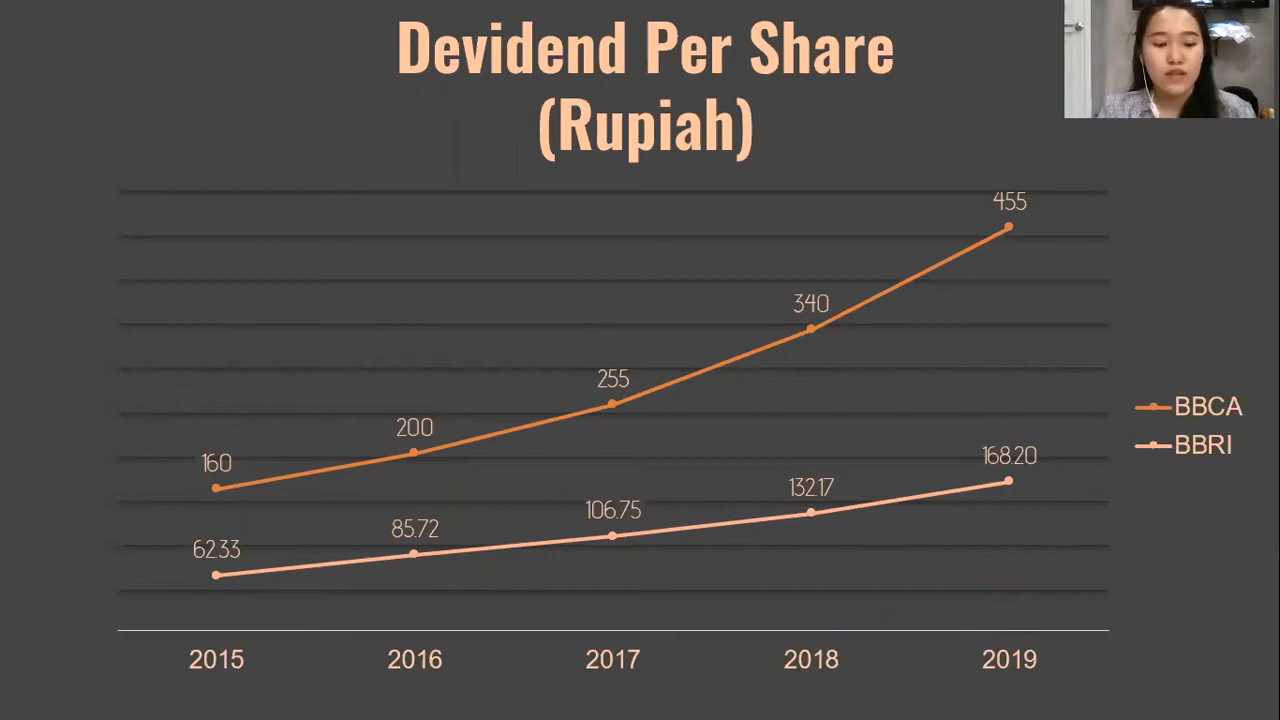 Devidend Per Share
(Rupiah)
455
340
255
200
160
168.20
132.17
106.75
85.72
62.33
BBCA
BBRI
2015 2016 2017 2018 2019